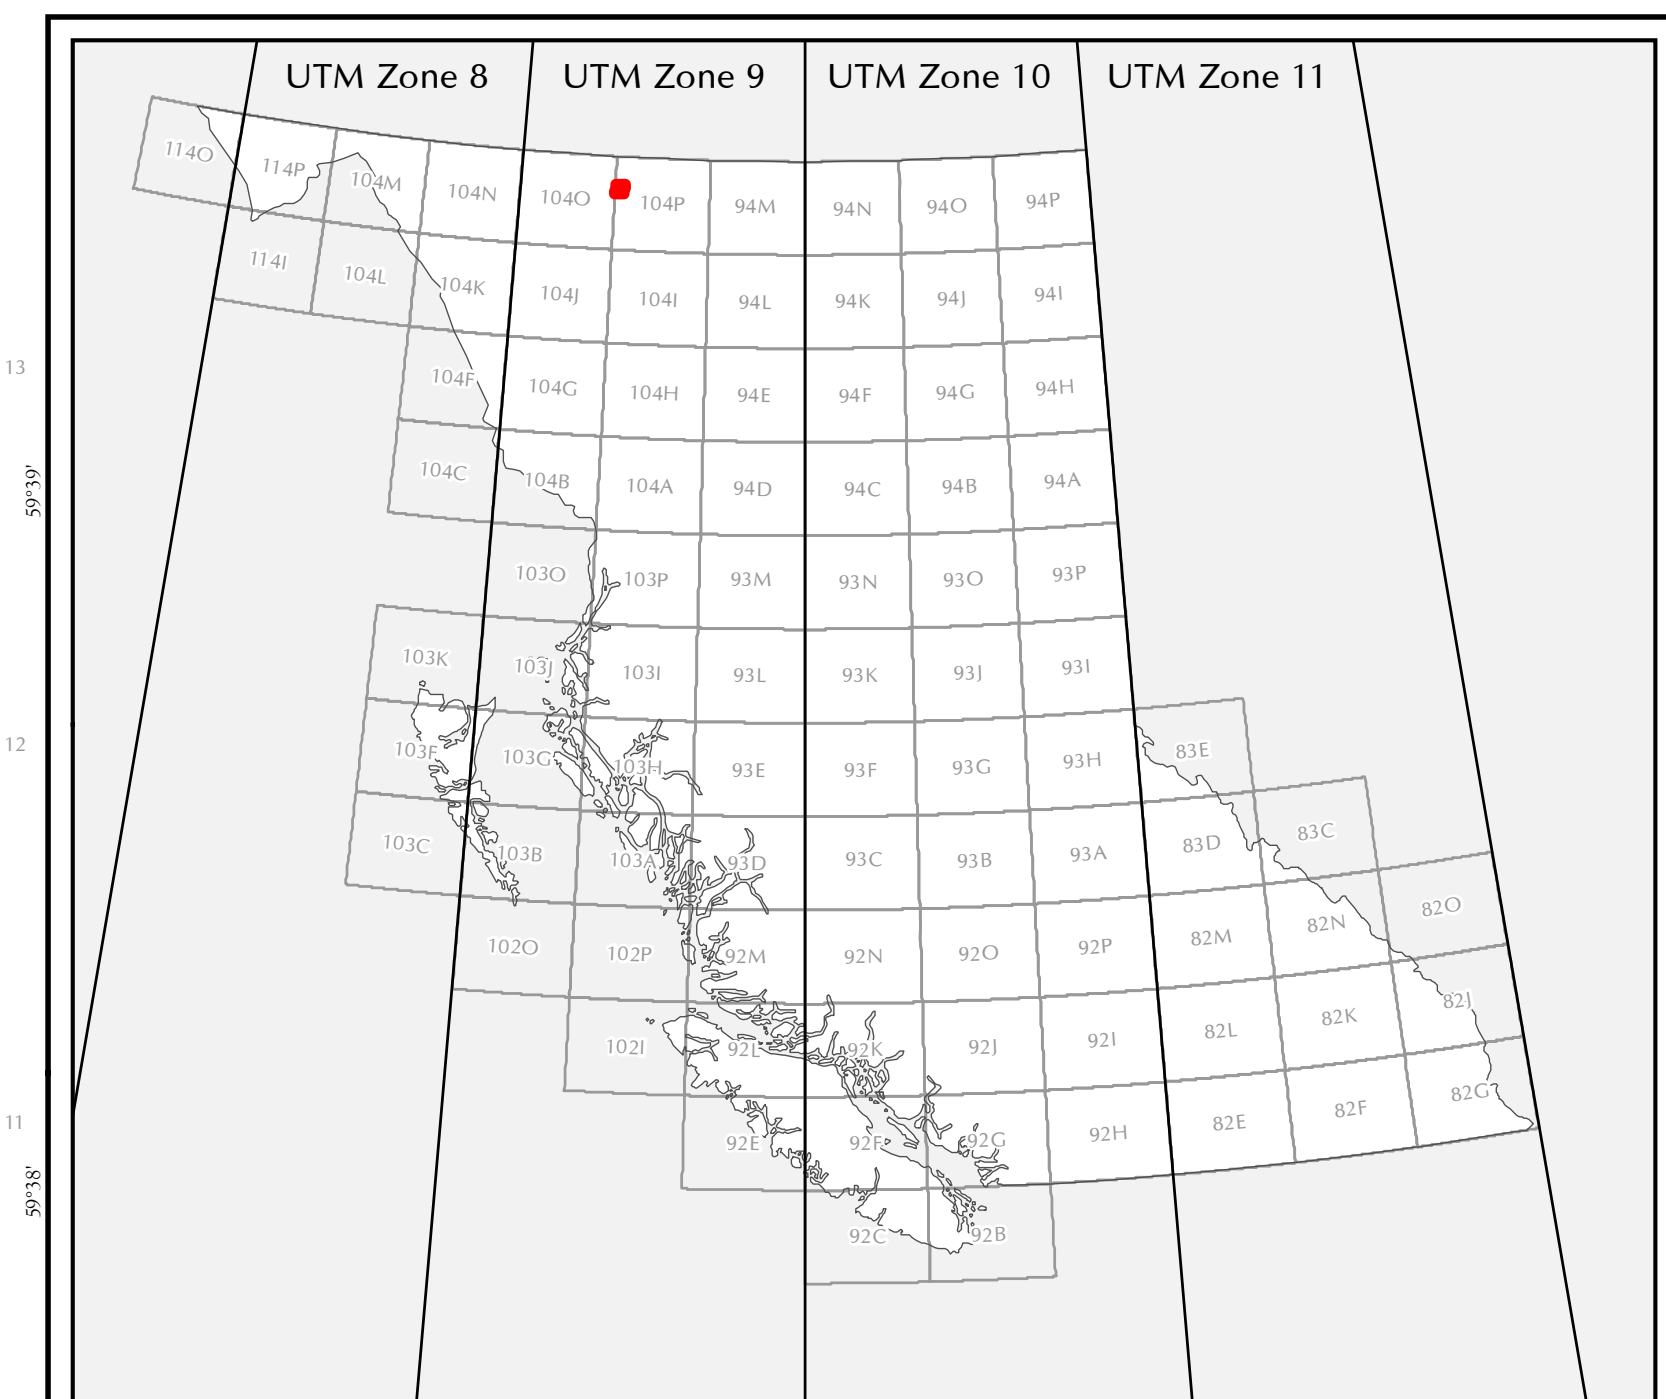 UTM Zone 8 UTM Zone 9 UTM Zone 10 UTM Zone 11
114O 114P 104M 104N 104O 104P 94M 94N 94O 94P
114I 104L 104K 104J 104I 94L 94K 94J 94I
13
104F 104G 104H 94E 94F 94G 94H
59°39'
104C 104B 104A 94D 94C 94B 94A
103O 103P 93M 93N 93O 93P
103K 103J 103I 93L 93K 93J 93I
12
103F 103G 103H 93E 93F 93G 93H 83E
103C 103B 103A 93D 93C 93B 93A 83D 83C
102O 102P 92M 92N 92O 92P 82M 82N 82O
102I 92L 92K 92J 92I 82L 82K 82J
11
92E 92F 92G 92H 82E 82F 82G
59°38'
92C 92B